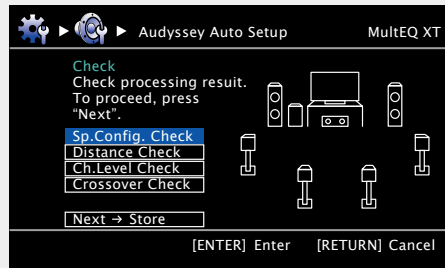 Audyssey Auto Setup MultEQ XT
Check
Check processing resuit.
To proceed, press
“Next”.
Sp.Config. Check
Distance Check
Ch.Level Check
Crossover Check
Next → Store
[ENTER] Enter [RETURN] Cancel